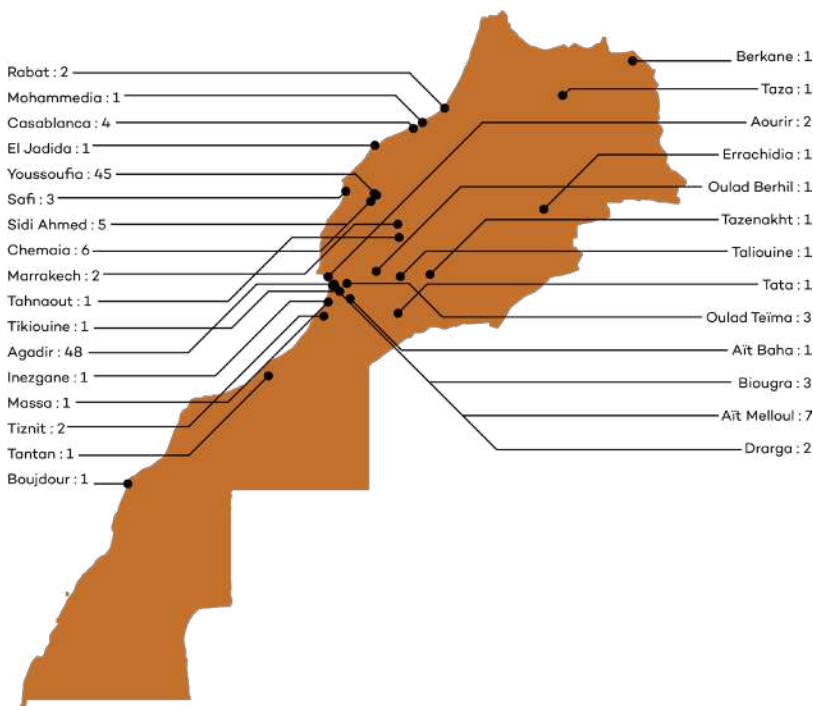 Rabat : 2
Mohammedia : 1
Casablanca : 4
El Jadida : 1
Youssoufia : 45
Safi : 3
Sidi Ahmed : 5
Chemaia : 6
Marrakech : 2
Tahnaout : 1
Tikiouine : 1
Agadir : 48
Inezgane : 1
Massa : 1
Tiznit : 2
Tantan : 1
Boujdour : 1
Berkane : 1
Taza : 1
Aourir : 2
Errachidia : 1
Oulad Berhil : 1
Tazenakht : 1
Taliouine : 1
Tata : 1
Oulad Teïma : 3
Aït Baha : 1
Biougra : 3
Aït Melloul : 7
Drarga : 2